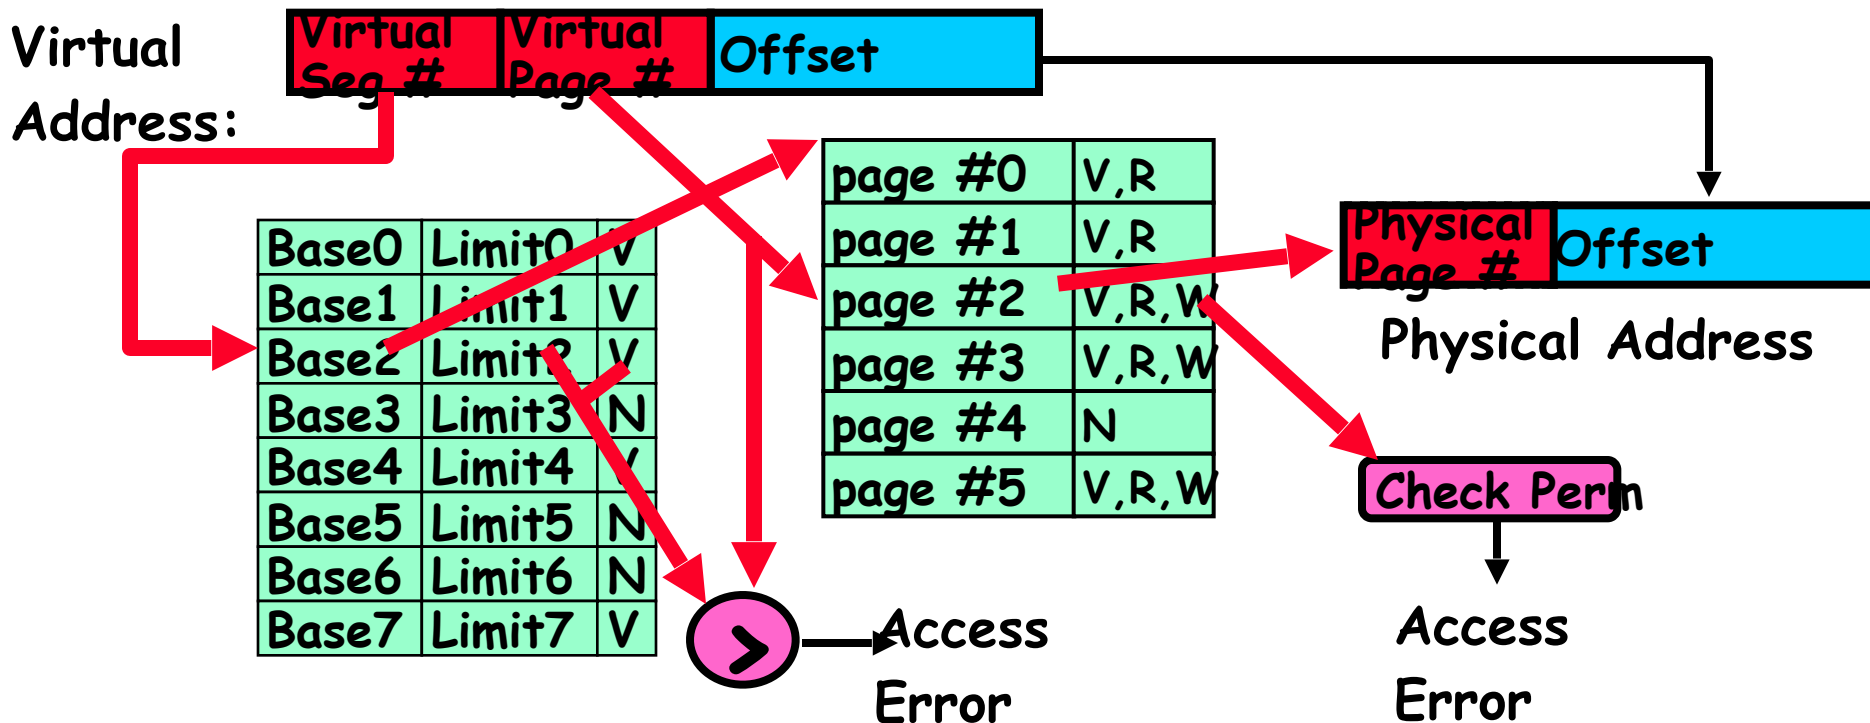 Virtual
Address:
Virtual
Seg #
Virtual
Page #
Offset
Base0 Limit0 V
Base1 Limit1 V
Base2 Limit2 V
Base3 Limit3 N
Base4 Limit4 V
Base5 Limit5 N
Base6 Limit6 N
Base7 Limit7 V
page #0 V,R
page #1 V,R
page #2 V,R,W
page #3 V,R,W
page #4 N
page #5 V,R,W
Physical
Page #
Offset
Physical Address
>
Access
Error
Check Perm
Access
Error